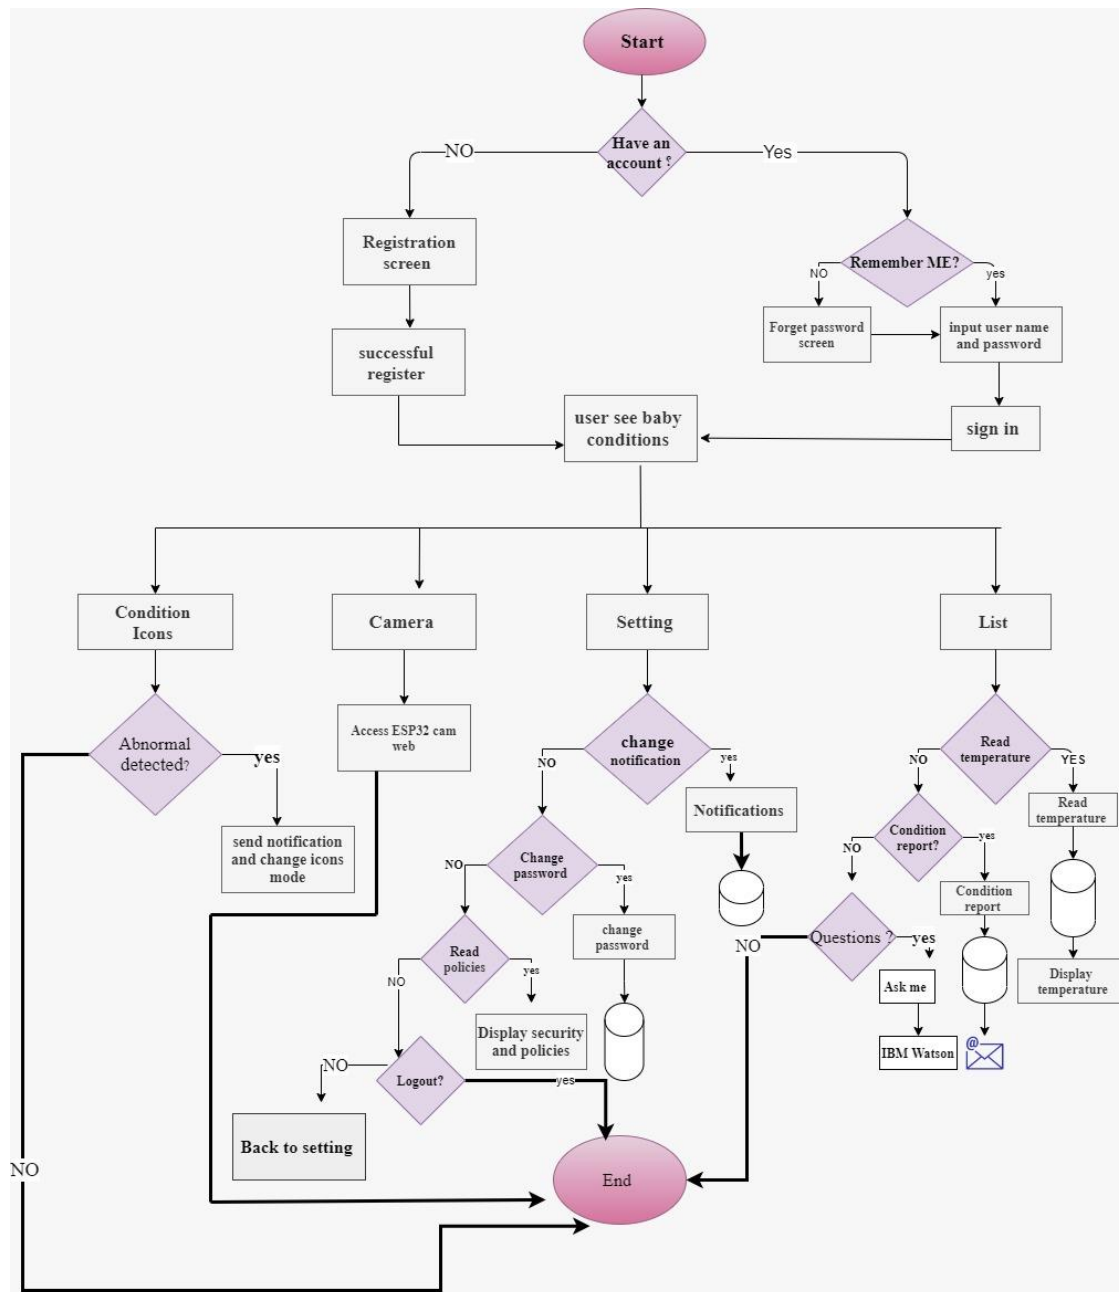 Start
Have an
account ?
NO
Yes
Registration
screen
Remember ME?
NO
yes
Forget password
screen
input user name
and password
successful
register
user see baby
conditions
sign in
Condition
Icons
Camera
Setting
List
Abnormal
detected?
yes
Access ESP32 cam
web
change
notification
NO
yes
Read
temperature
NO
YES
send notification
and change icons
mode
Notifications
Read
temperature
Change
password
NO
yes
Condition
report?
NO
yes
Condition
report
change
password
Questions ?
NO
yes
Read
policies
NO
yes
Ask me
Display
temperature
Display security
and policies
IBM Watson
@
Logout?
NO
yes
Back to setting
End
NO